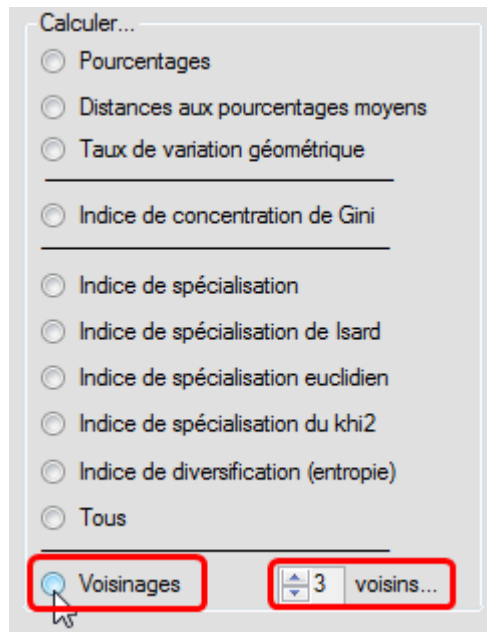 Calculer...
Pourcentages
Distances aux pourcentages moyens
Taux de variation géométrique
Indice de concentration de Gini
Indice de spécialisation
Indice de spécialisation de Isard
Indice de spécialisation euclidien
Indice de spécialisation du khi2
Indice de diversification (entropie)
Tous
Voisinages 3 voisins...